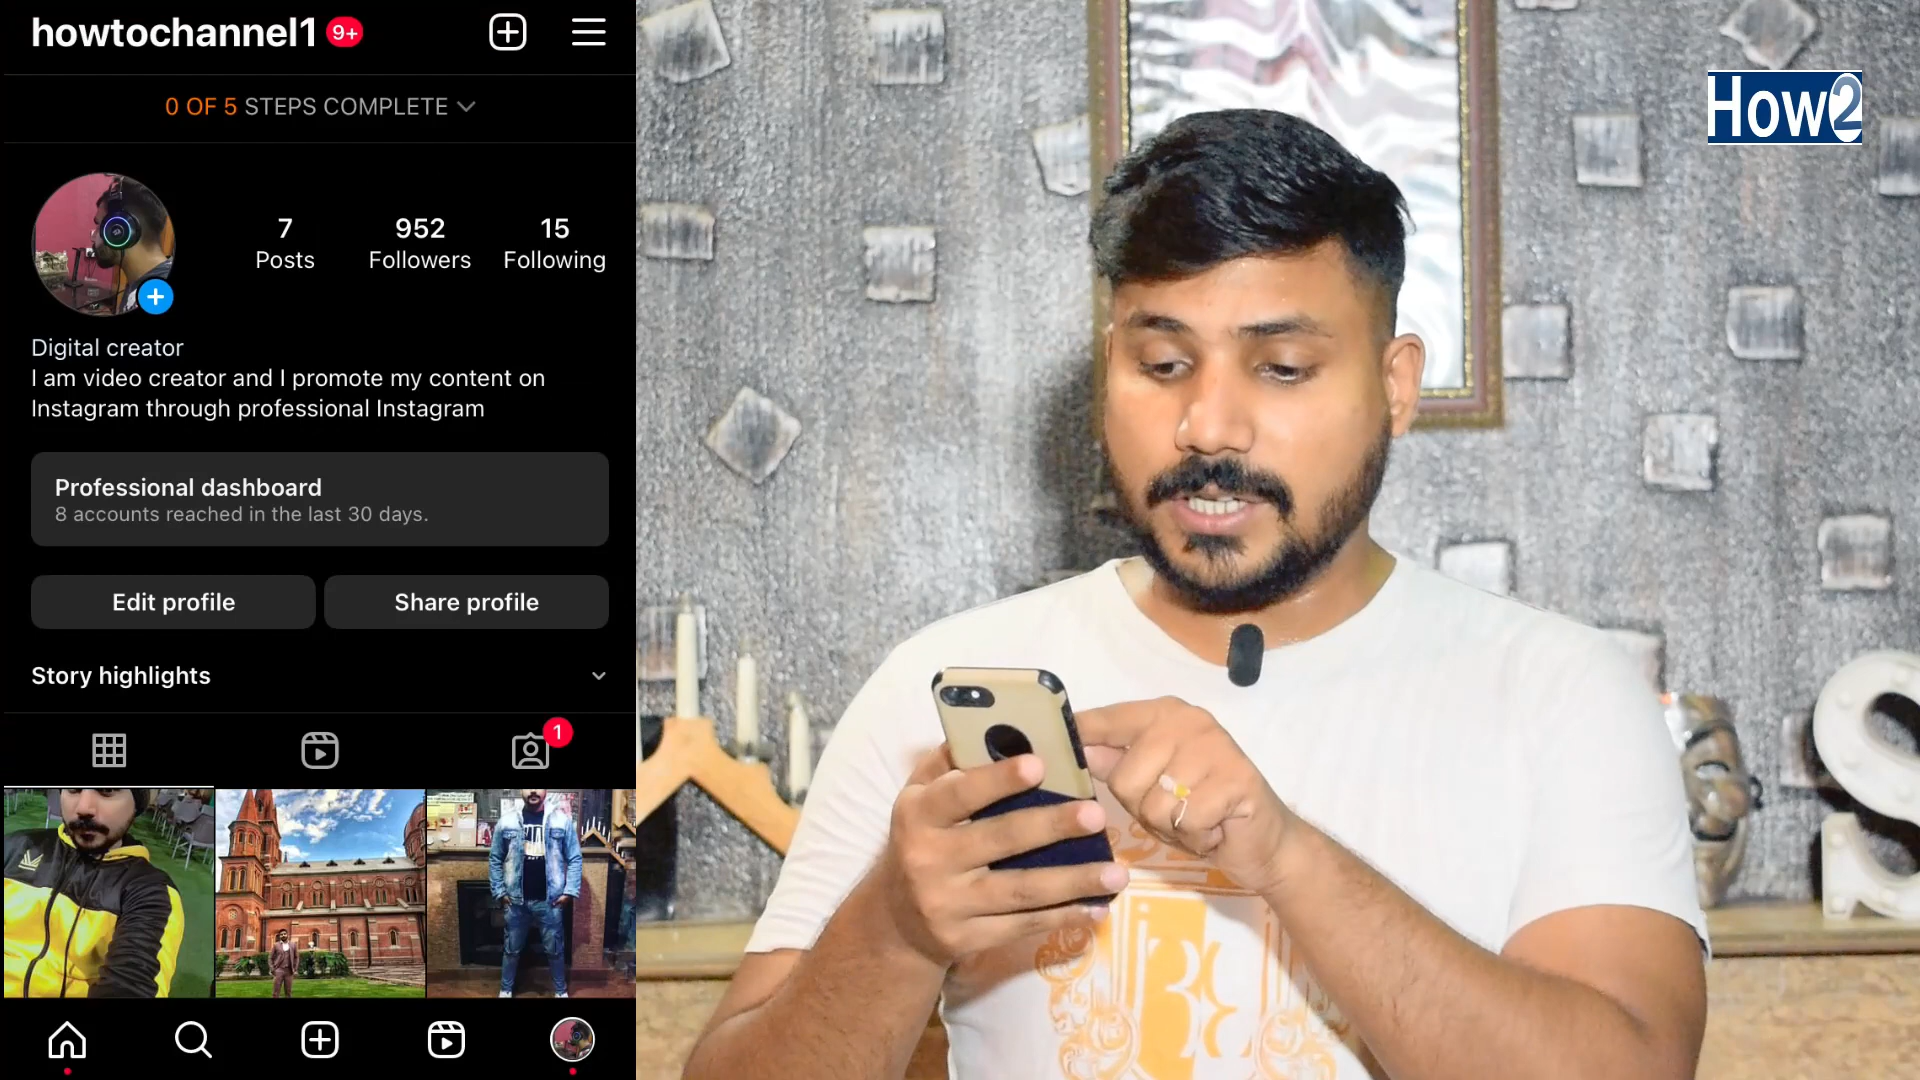 howtochannel1 9+
0 OF 5 STEPS COMPLETE
7
Posts
952
Followers
15
Following
Digital creator
I am video creator and I promote my content on
Instagram through professional Instagram
Professional dashboard
8 accounts reached in the last 30 days.
Edit profile
Share profile
Story highlights
1
How2
S